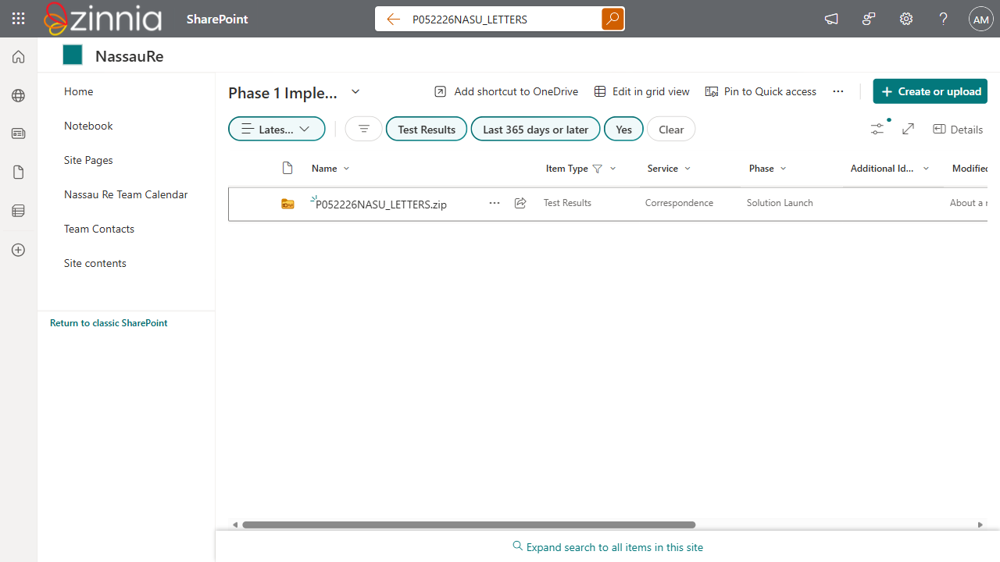 zinnia
SharePoint
P052226NASU_LETTERS
AM
NassauRe
Home
Notebook
Site Pages
Nassau Re Team Calendar
Team Contacts
Site contents
Return to classic SharePoint
Phase 1 Imple...
Add shortcut to OneDrive
Edit in grid view
Pin to Quick access
Create or upload
Lates...
Test Results
Last 365 days or later
Yes
Clear
Details
Name Item Type Service Phase Additional Id... Modified
P052226NASU_LETTERS.zip Test Results Correspondence Solution Launch About a
Expand search to all items in this site